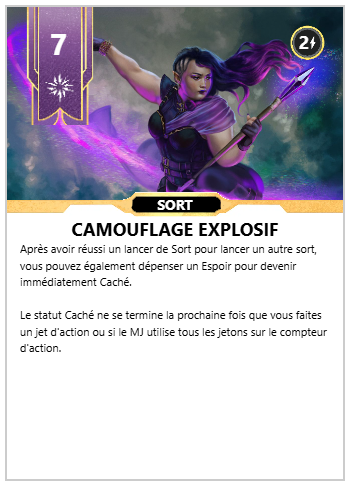 7
2
SORT
CAMOUFLAGE EXPLOSIF
Après avoir réussi un lancer de Sort pour lancer un autre sort,
vous pouvez également dépenser un Espoir pour devenir
immédiatement Caché.
Le statut Caché ne se termine la prochaine fois que vous faites
un jet d'action ou si le MJ utilise tous les jetons sur le compteur
d'action.